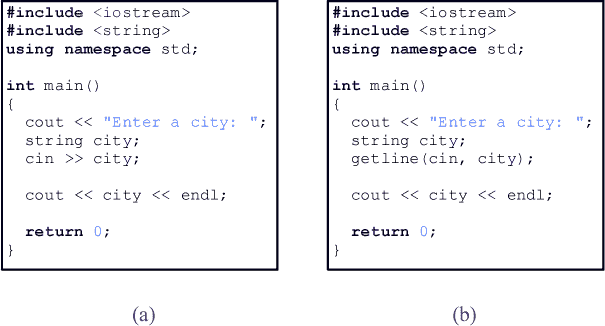 #include <iostream>
#include <string>
using namespace std;
int main()
{
cout << "Enter a city: ";
string city;
cin >> city;
cout << city << endl;
return 0;
}
(a)
#include <iostream>
#include <string>
using namespace std;
int main()
{
cout << "Enter a city: ";
string city;
getline(cin, city);
cout << city << endl;
return 0;
}
(b)